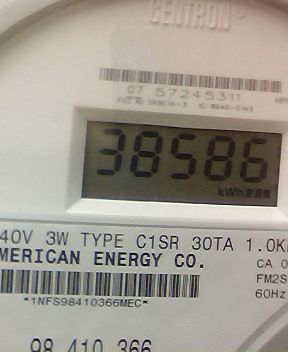 CENTRON®
07 57245311
38586
kWh
40V 3W TYPE C1SR 30TA 1.0K
MERICAN ENERGY CO.
CA 0
FM2S
60Hz
*1NFS98410366MEC*
98 410 366